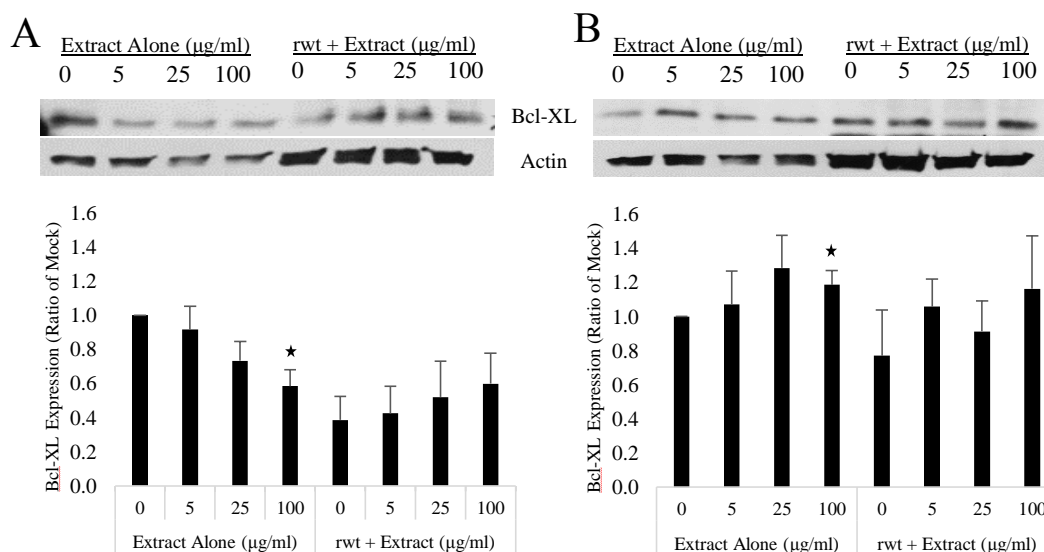 A
Extract Alone (µg/ml)
rwt + Extract (µg/ml)
0 5 25 100 0 5 25 100
B
Extract Alone (µg/ml)
rwt + Extract (µg/ml)
0 5 25 100 0 5 25 100
Bcl-XL
Actin
Bcl-XL Expression (Ratio of Mock)
1.6
1.4
1.2
1.0
0.8
0.6
0.4
0.2
0.0
0 5 25 100 0 5 25 100
Extract Alone (µg/ml) rwt + Extract (µg/ml)
Bcl-XL Expression (Ratio of Mock)
1.6
1.4
1.2
1.0
0.8
0.6
0.4
0.2
0.0
0 5 25 100 0 5 25 100
Extract Alone (µg/ml) rwt + Extract (µg/ml)